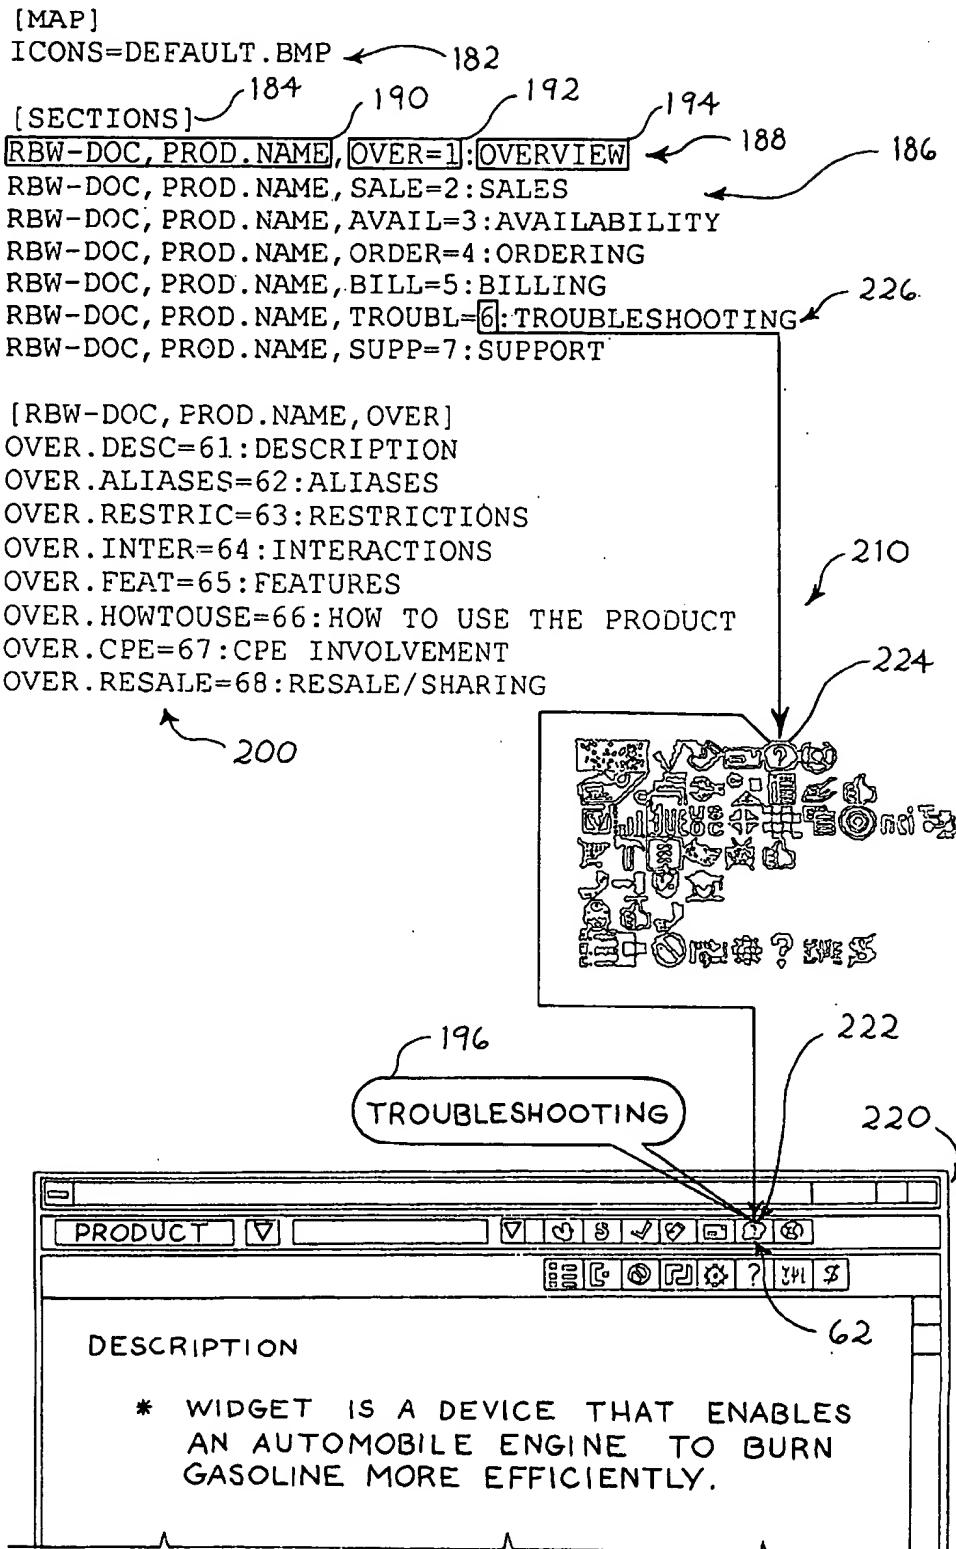 [MAP]
ICONS=DEFAULT.BMP
182
184
190
192
194
[SECTIONS]
RBW-DOC,PROD.NAME,OVER=1:OVERVIEW
188
186
RBW-DOC,PROD.NAME,SALE=2:SALES
RBW-DOC,PROD.NAME,AVAIL=3:AVAILABILITY
RBW-DOC,PROD.NAME,ORDER=4:ORDERING
RBW-DOC,PROD.NAME,BILL=5:BILLING
226
RBW-DOC,PROD.NAME,TROUBL=6:TROUBLESHOOTING
RBW-DOC,PROD.NAME,SUPP=7:SUPPORT
[RBW-DOC,PROD.NAME,OVER]
OVER.DESC=61:DESCRIPTION
OVER.ALIASES=62:ALIASES
OVER.RESTRIC=63:RESTRICTIONS
OVER.INTER=64:INTERACTIONS
210
OVER.FEAT=65:FEATURES
OVER.HOWTOUSE=66:HOW TO USE THE PRODUCT
OVER.CPE=67:CPE INVOLVEMENT
224
OVER.RESALE=68:RESALE/SHARING
200
?
nci
# ? $
196
222
TROUBLESHOOTING
220
PRODUCT
$
?
? $
62
DESCRIPTION
* WIDGET IS A DEVICE THAT ENABLES
AN AUTOMOBILE ENGINE TO BURN
GASOLINE MORE EFFICIENTLY.